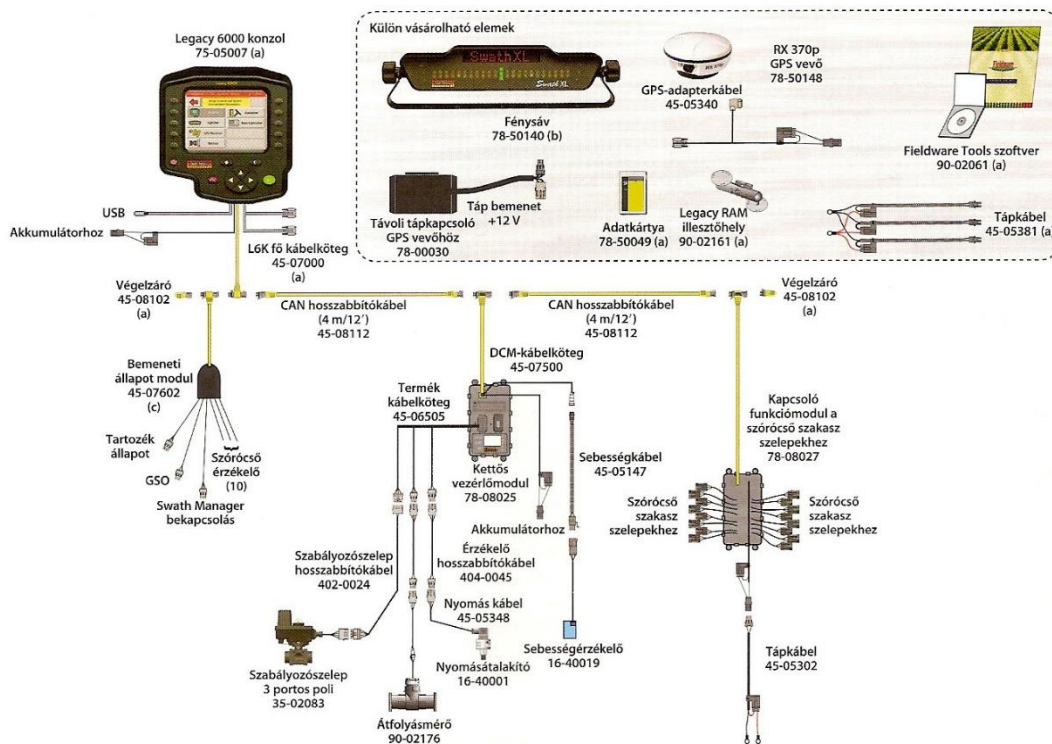 Legacy 6000 konzol
75-05007 (a)
USB
Akkumulátorhoz
L6K fő kábelköteg
45-07000
(a)
Külön vásárolható elemek
SwathXL
Swath XL
Fénysáv
78-50140 (b)
RX 370p
RX 370p
GPS vevő
78-50148
GPS-adapterkábel
45-05340
Fieldware Tools szoftver
90-02061 (a)
Táp bemenet
+12 V
Távoli tápkapcsoló
GPS vevőhöz
78-00030
Adatkártya
78-50049 (a)
Legacy RAM
illesztőhely
90-02161 (a)
Tápkábel
45-05381 (a)
Végelzáró
45-08102
(a)
CAN hosszabbítókábel
(4 m/12’)
45-08112
CAN hosszabbítókábel
(4 m/12’)
45-08112
Végelzáró
45-08102
(a)
Bemeneti
állapot modul
45-07602
(c)
Tartozék
állapot
GSO
Swath Manager
bekapcsolás
Szórócső
érzékelő
(10)
DCM-kábelköteg
45-07500
Termék
kábelköteg
45-06505
Kettős
vezérlőmodul
78-08025
Akkumulátorhoz
Sebességkábel
45-05147
Sebességérzékelő
16-40019
Szabályozószelep
hosszabbítókábel
402-0024
Érzékelő
hosszabbítókábel
404-0045
Nyomás kábel
45-05348
Nyomásátalakító
16-40001
Szabályozószelep
3 portos poli
35-02083
Átfolyásmérő
90-02176
Kapcsoló
funkciómodul a
szórócső szakasz
szelepekhez
78-08027
Szórócső
szakasz
szelepekhez
Szórócső
szakasz
szelepekhez
Tápkábel
45-05302